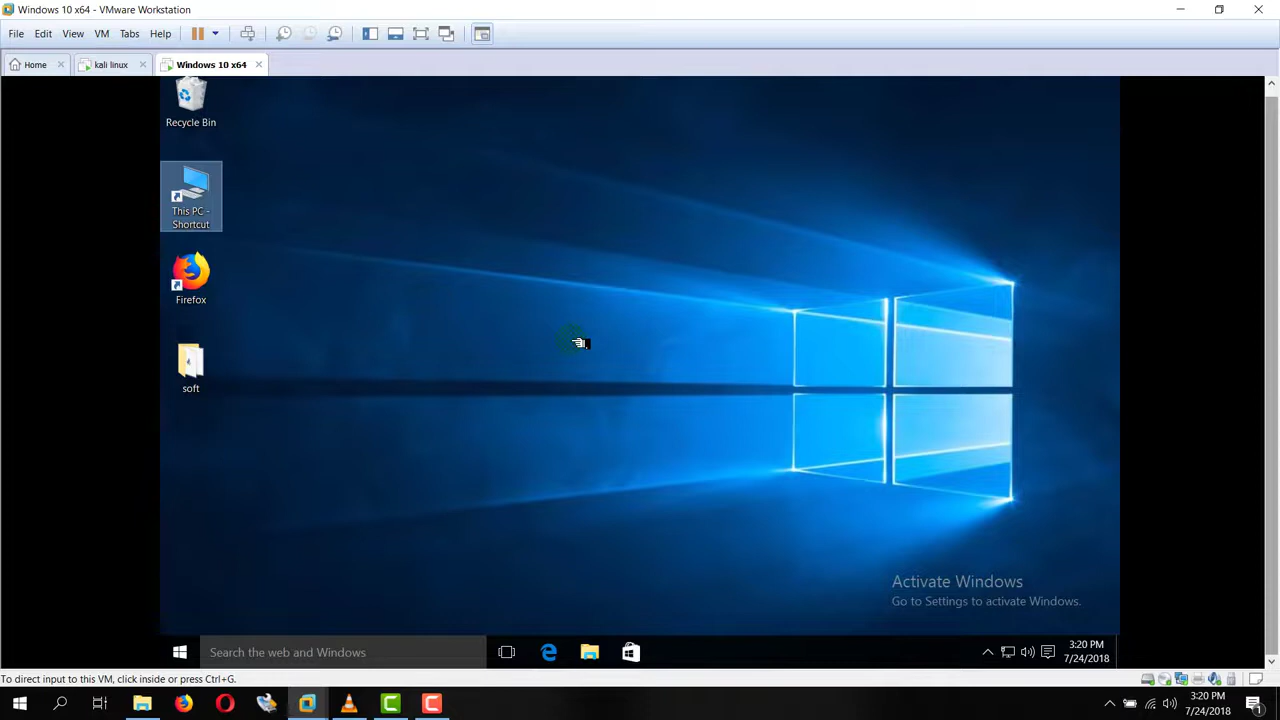 Windows 10 x64 - VMware Workstation
File Edit View VM Tabs Help
Home kali linux Windows 10 x64
Recycle Bin
This PC -
Shortcut
Firefox
soft
Activate Windows
Go to Settings to activate Windows.
Search the web and Windows
3:20 PM
7/24/2018
To direct input to this VM, click inside or press Ctrl+G.
3:20 PM
7/24/2018
1